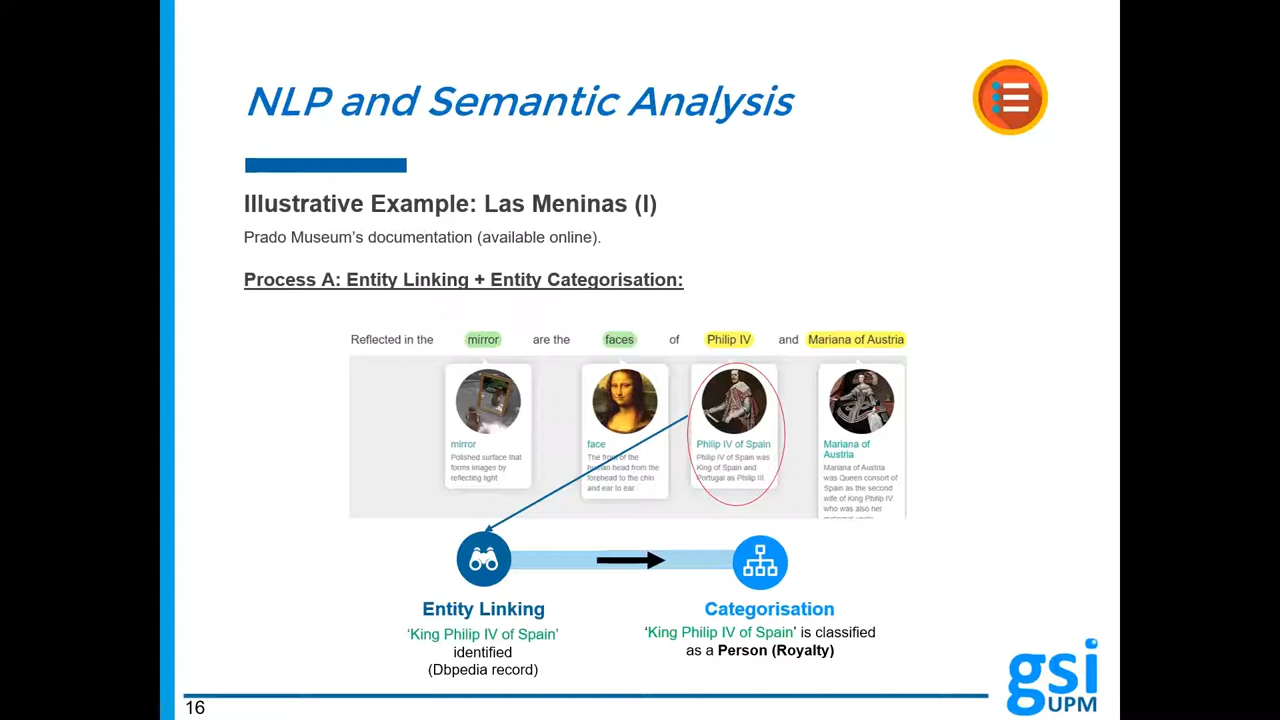 NLP and Semantic Analysis
Illustrative Example: Las Meninas (I)
Prado Museum's documentation (available online).
Process A: Entity Linking + Entity Categorisation:
Reflected in the mirror are the faces of Philip IV and Mariana of Austria
mirror
Polished surface that
forms images by
reflecting light
face
The front of the
human head from the
forehead to the chin
and ear to ear
Philip IV of Spain
Philip IV of Spain was
King of Spain and
Portugal as Philip III.
Mariana of
Austria
Mariana of Austria
was Queen consort of
Spain as the second
wife of King Philip IV
who was also her
Entity Linking
'King Philip IV of Spain'
identified
(Dbpedia record)
Categorisation
'King Philip IV of Spain' is classified
as a Person (Royalty)
16
gsi
UPM